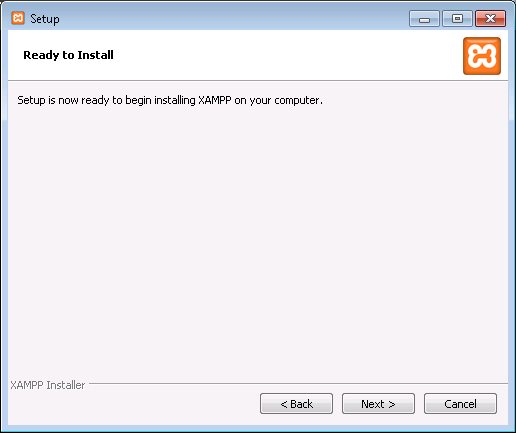 Setup
Ready to Install
Setup is now ready to begin installing XAMPP on your computer.
XAMPP Installer
< Back
Next >
Cancel